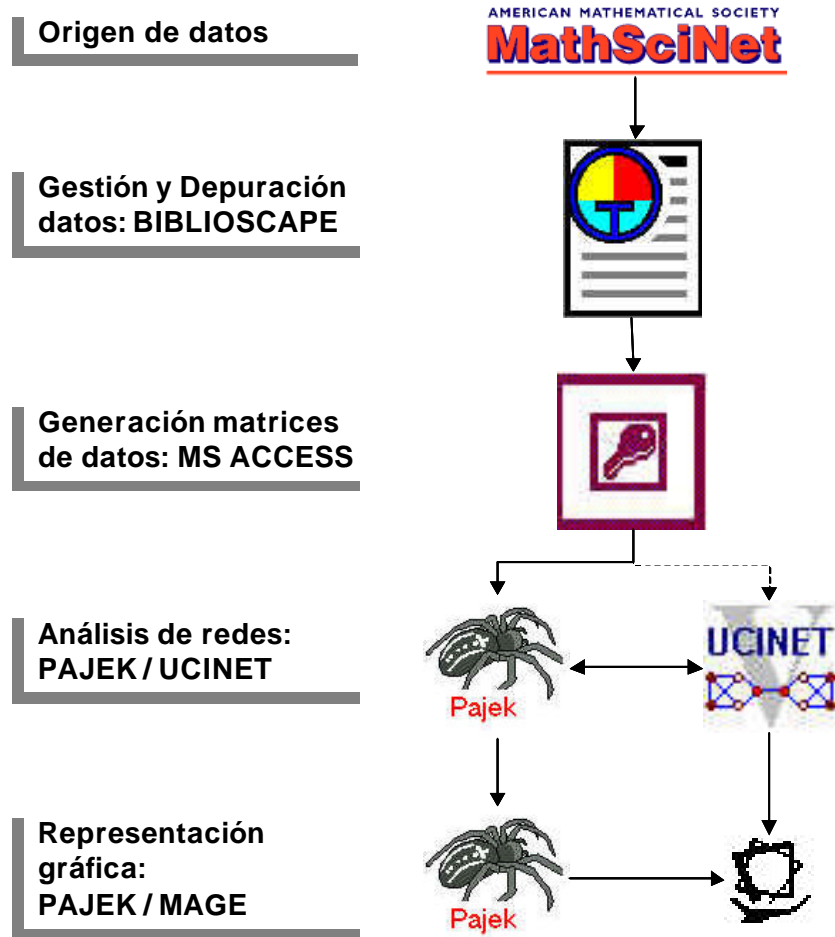 Origen de datos
AMERICAN MATHEMATICAL SOCIETY
MathSciNet
Gestión y Depuración
datos: BIBLIOSCAPE
T
Generación matrices
de datos: MS ACCESS
Análisis de redes:
PAJEK / UCINET
Pajek
UCINET
V
Representación
gráfica:
PAJEK / MAGE
Pajek